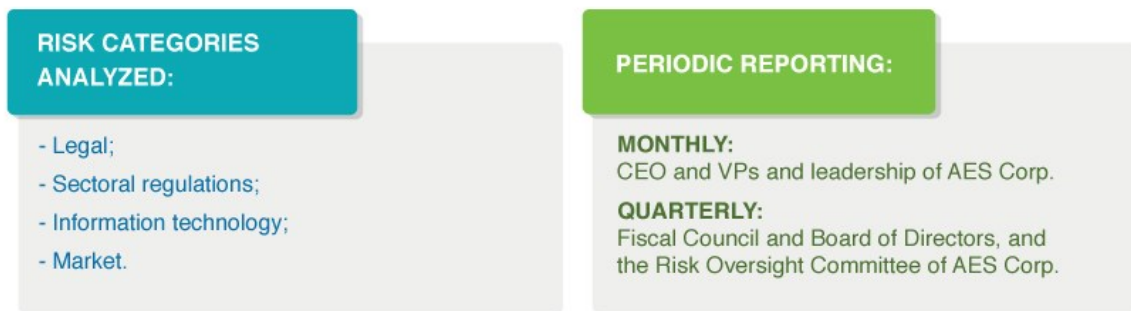 RISK CATEGORIES
ANALYZED:
- Legal;
- Sectoral regulations;
- Information technology;
- Market.
PERIODIC REPORTING:
MONTHLY:
CEO and VPs and leadership of AES Corp.
QUARTERLY:
Fiscal Council and Board of Directors, and
the Risk Oversight Committee of AES Corp.